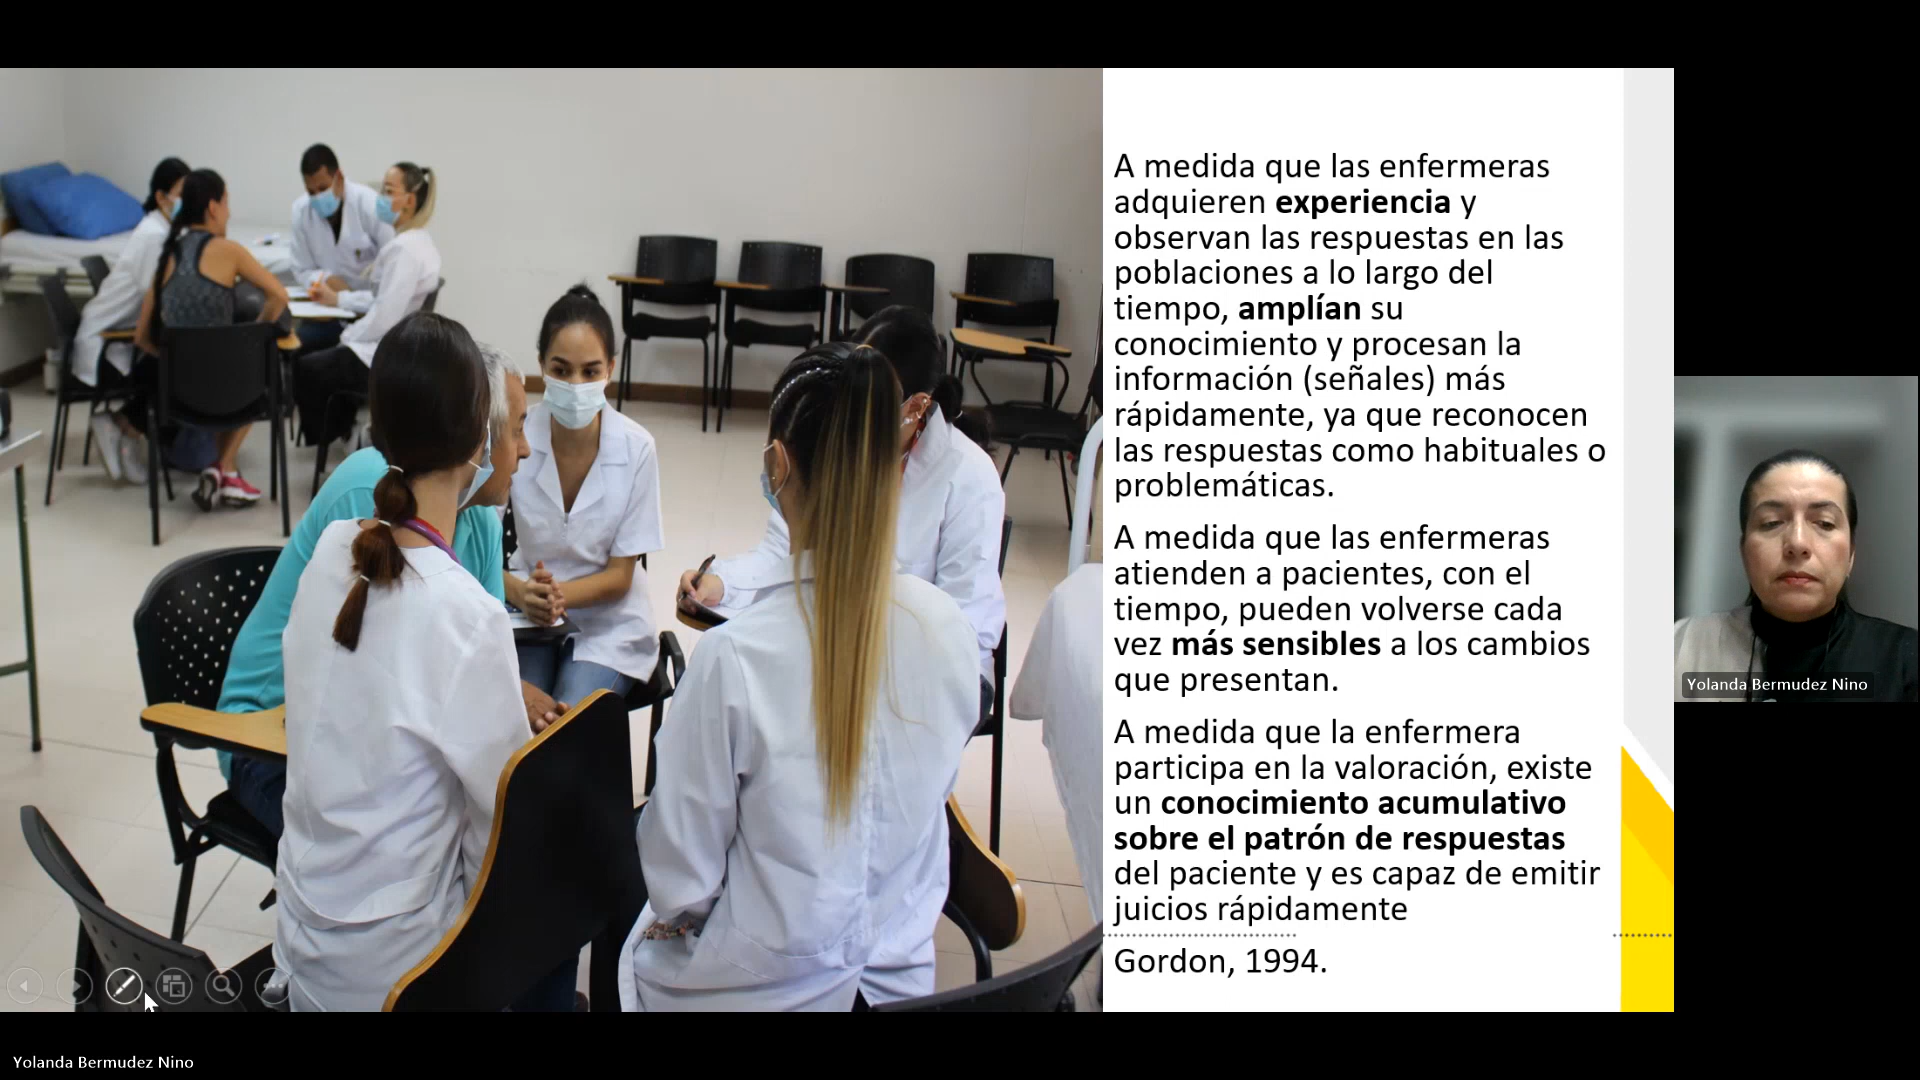 A medida que las enfermeras
adquieren experiencia y
observan las respuestas en las
poblaciones a lo largo del
tiempo, amplían su
conocimiento y procesan la
información (señales) más
rápidamente, ya que reconocen
las respuestas como habituales o
problemáticas.
A medida que las enfermeras
atienden a pacientes, con el
tiempo, pueden volverse cada
vez más sensibles a los cambios
que presentan.
A medida que la enfermera
participa en la valoración, existe
un conocimiento acumulativo
sobre el patrón de respuestas
del paciente y es capaz de emitir
juicios rápidamente
Gordon, 1994.
Yolanda Bermudez Nino
Yolanda Bermudez Nino